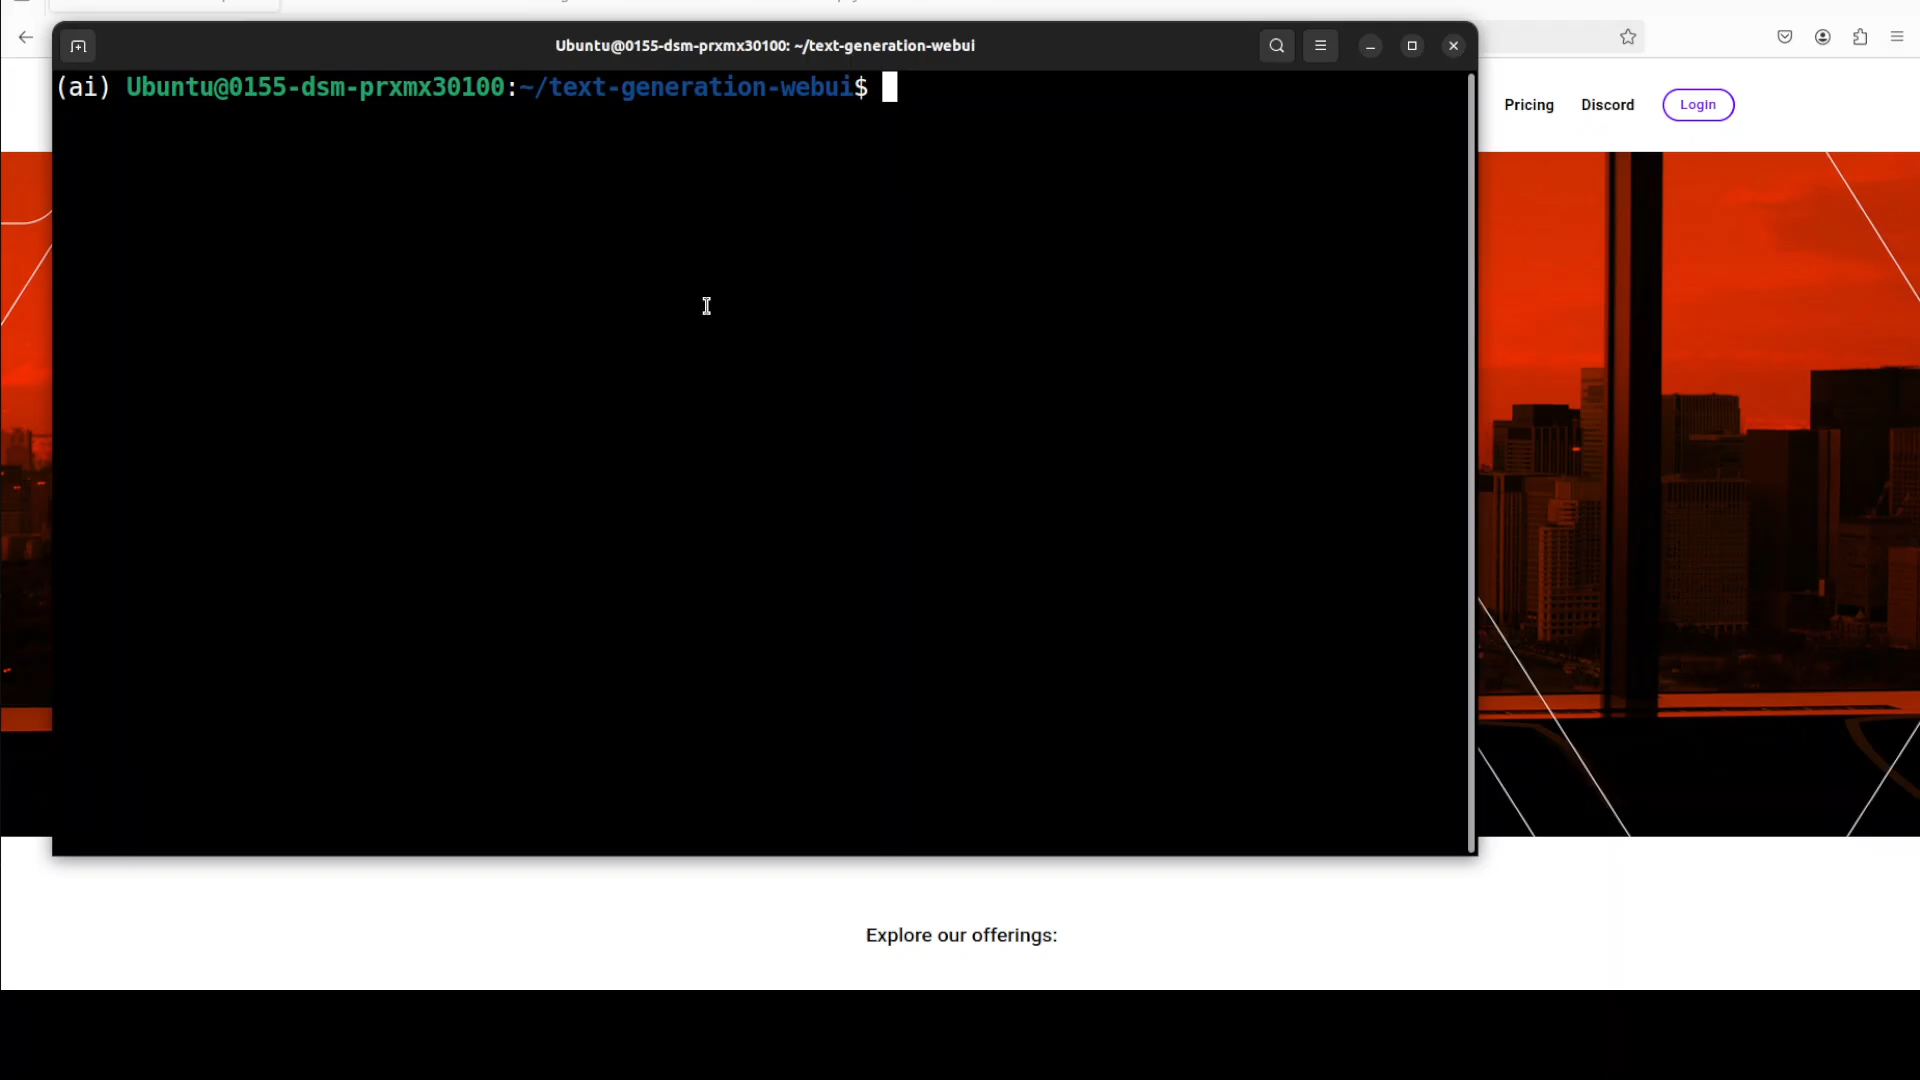 Ubuntu@0155-dsm-prxmx30100: ~/text-generation-webui
(ai) Ubuntu@0155-dsm-prxmx30100:~/text-generation-webui$
Pricing
Discord
Login
Explore our offerings: